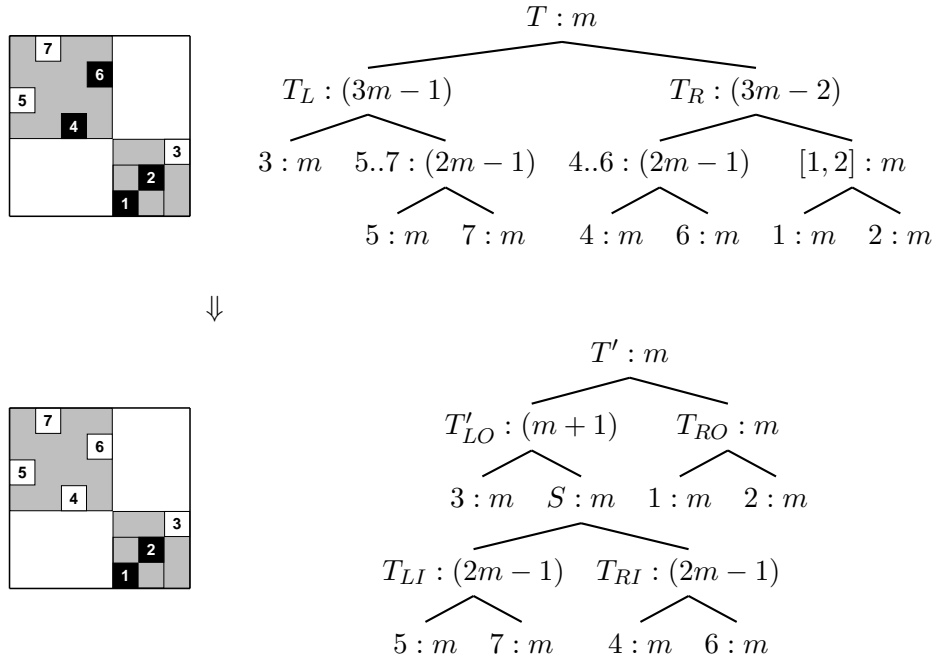 T : m
7
6
T_L : (3m − 1) T_R : (3m − 2)
5
4
3 3 : m 5..7 : (2m − 1) 4..6 : (2m − 1) [1, 2] : m
2
1 5 : m 7 : m 4 : m 6 : m 1 : m 2 : m
⇓
T′ : m
7
6 T′_LO : (m + 1) T_RO : m
5
4 3 : m S : m 1 : m 2 : m
3
2
1 T_LI : (2m − 1) T_RI : (2m − 1)
5 : m 7 : m 4 : m 6 : m